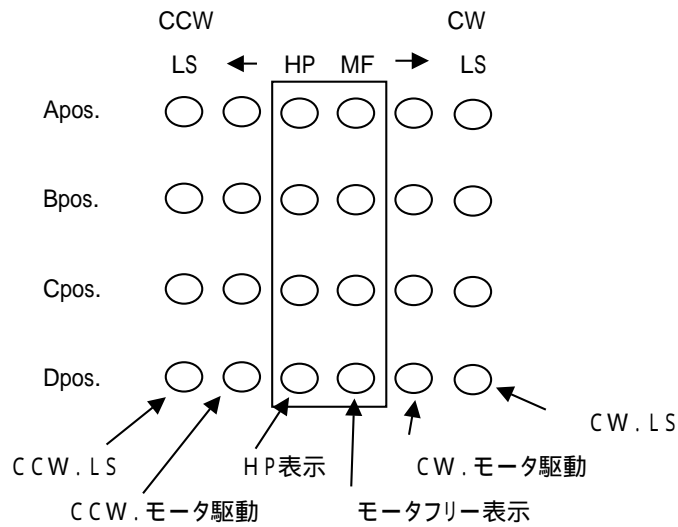 CCW CW
LS HP MF LS
Apos.
Bpos.
Cpos.
Dpos.
CW.LS
CCW.LS HP表示 CW.モータ駆動
CCW.モータ駆動 モータフリー表示